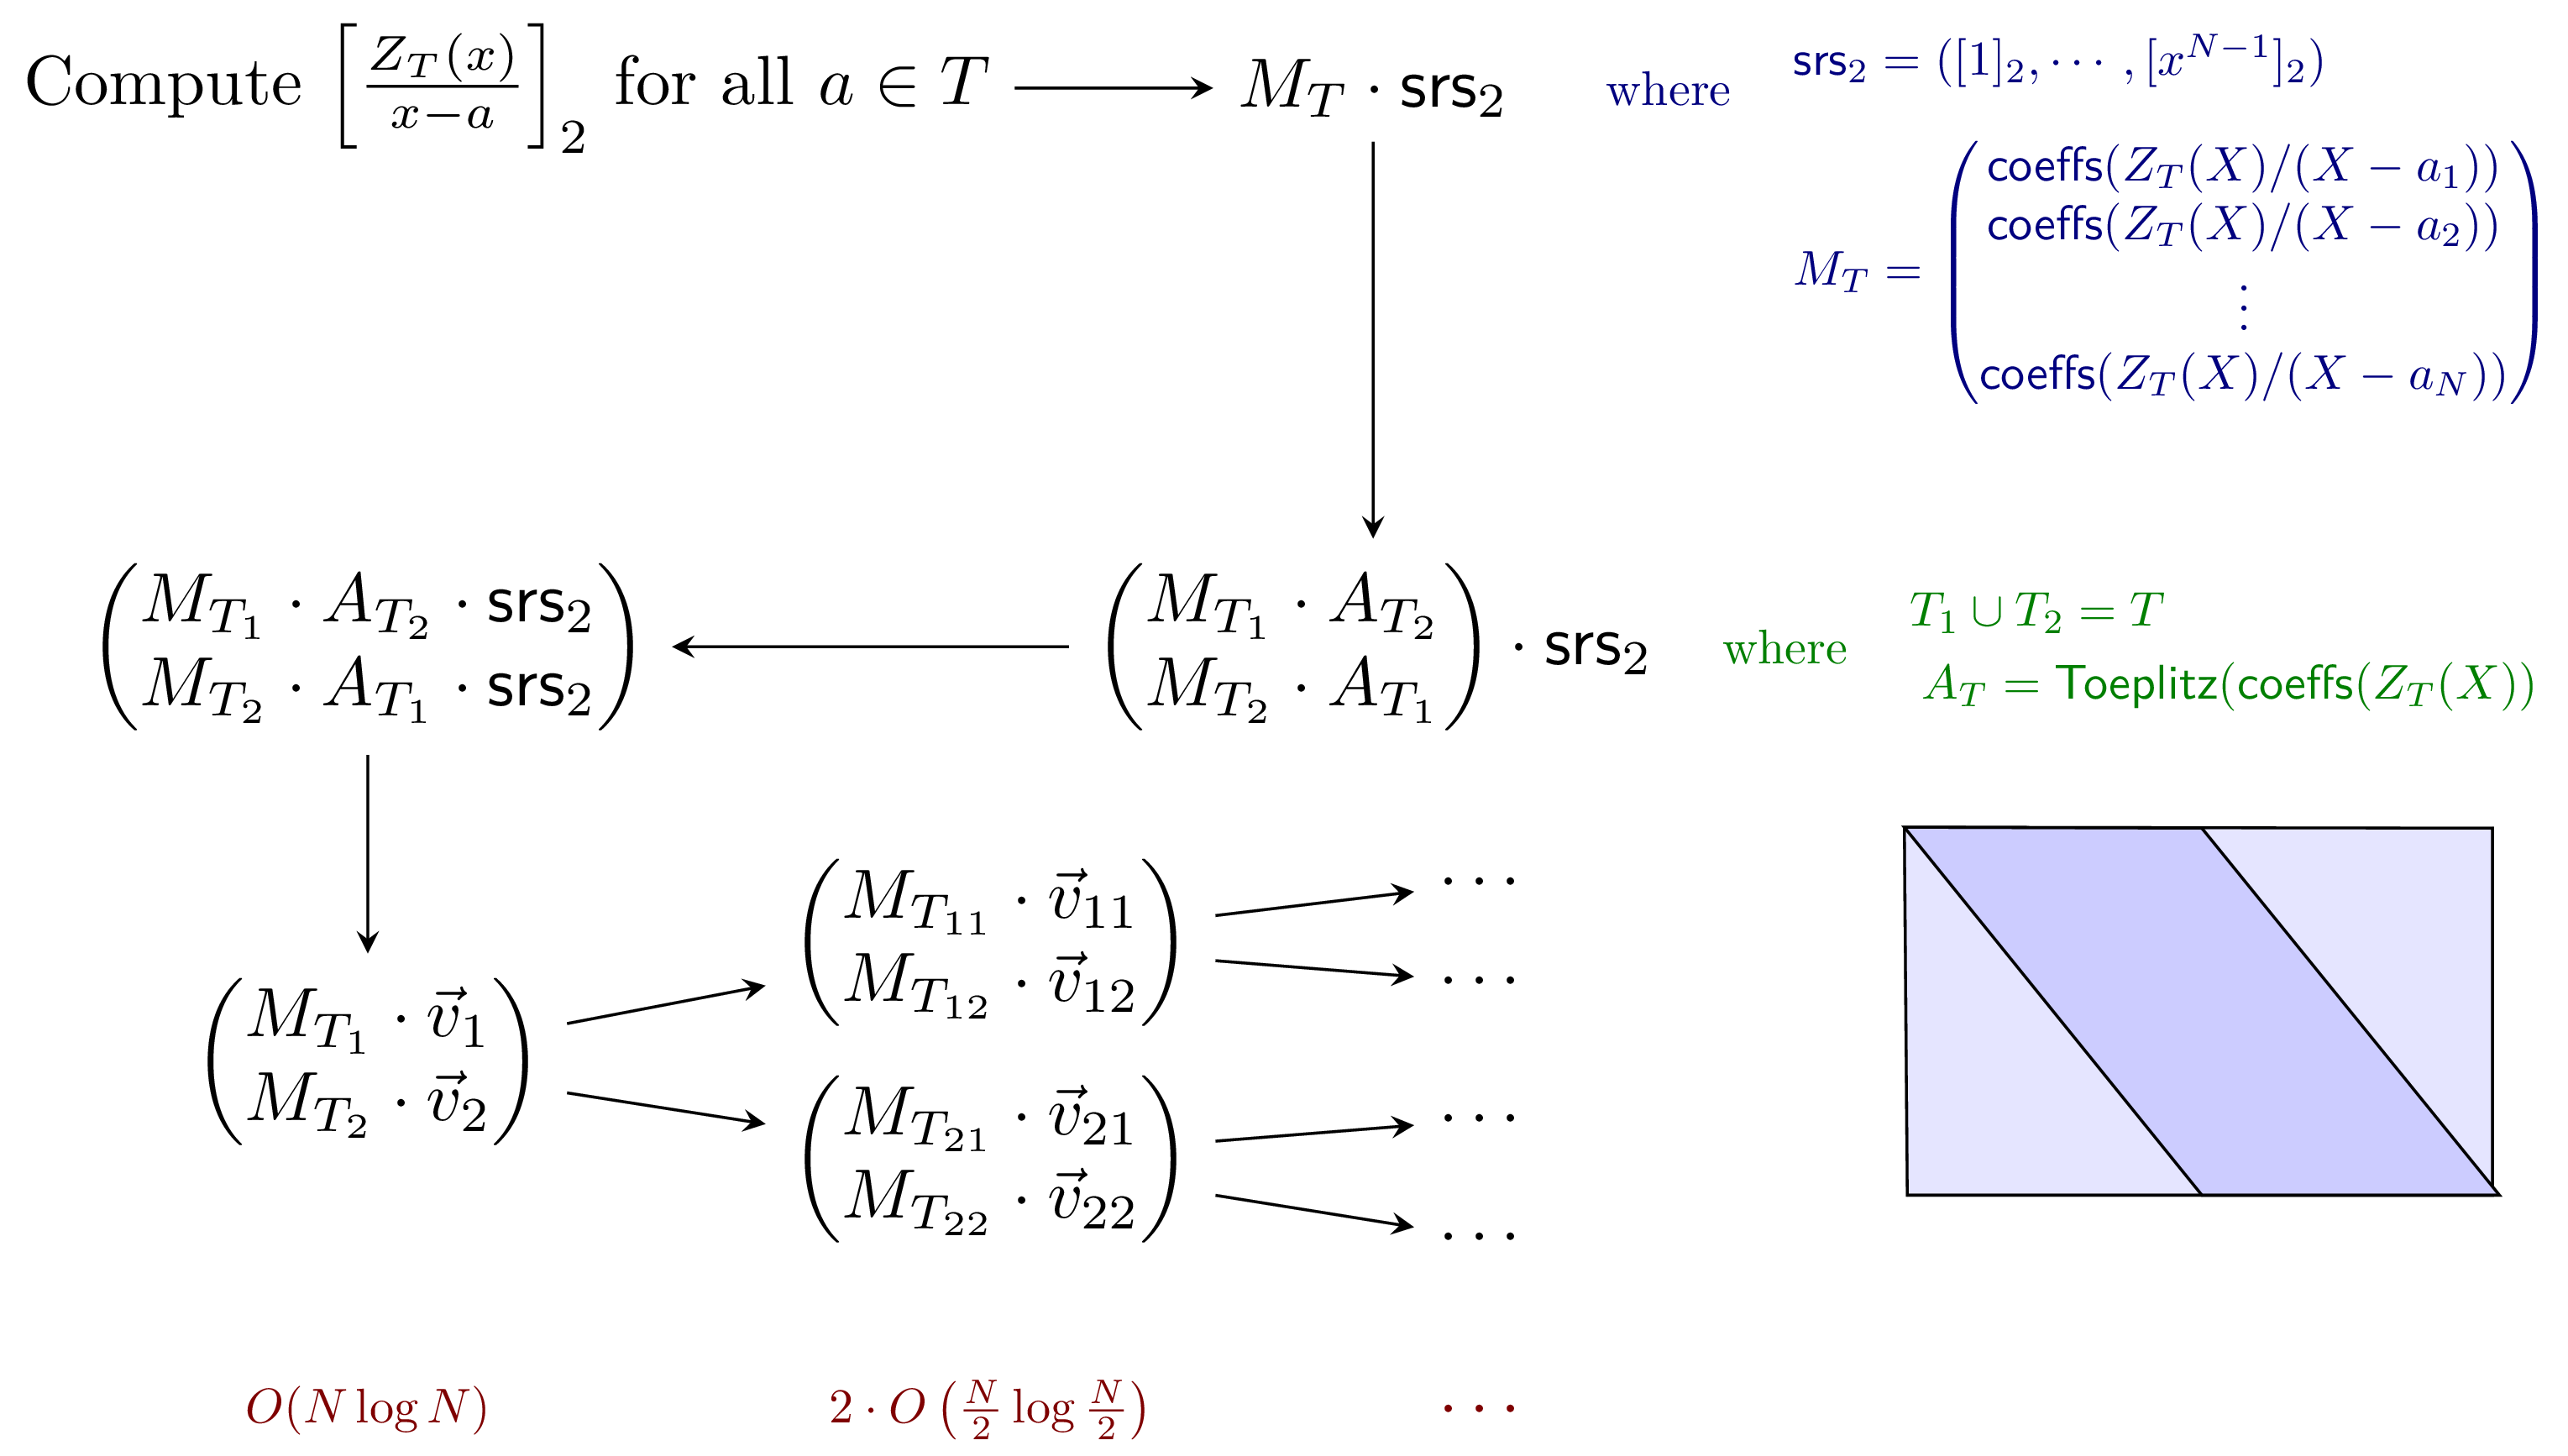 Compute $\left[\frac{Z_T(x)}{x-a}\right]_2$ for all $a \in T$ ⟶ $M_T \cdot \mathsf{srs}_2$ where
$\mathsf{srs}_2 = ([1]_2, \cdots, [x^{N-1}]_2)$
$M_T = \begin{pmatrix} \mathsf{coeffs}(Z_T(X)/(X-a_1)) \\ \mathsf{coeffs}(Z_T(X)/(X-a_2)) \\ \vdots \\ \mathsf{coeffs}(Z_T(X)/(X-a_N)) \end{pmatrix}$
$\begin{pmatrix} M_{T_1} \cdot A_{T_2} \cdot \mathsf{srs}_2 \\ M_{T_2} \cdot A_{T_1} \cdot \mathsf{srs}_2 \end{pmatrix}$ ⟵ $\begin{pmatrix} M_{T_1} \cdot A_{T_2} \\ M_{T_2} \cdot A_{T_1} \end{pmatrix} \cdot \mathsf{srs}_2$ where
$T_1 \cup T_2 = T$
$A_T = \mathsf{Toeplitz}(\mathsf{coeffs}(Z_T(X))$
$\begin{pmatrix} M_{T_1} \cdot \vec{v}_1 \\ M_{T_2} \cdot \vec{v}_2 \end{pmatrix}$
$\begin{pmatrix} M_{T_{11}} \cdot \vec{v}_{11} \\ M_{T_{12}} \cdot \vec{v}_{12} \end{pmatrix}$
$\cdots$
$\cdots$
$\begin{pmatrix} M_{T_{21}} \cdot \vec{v}_{21} \\ M_{T_{22}} \cdot \vec{v}_{22} \end{pmatrix}$
$\cdots$
$\cdots$
$O(N \log N)$ $2 \cdot O\left(\frac{N}{2} \log \frac{N}{2}\right)$ $\cdots$